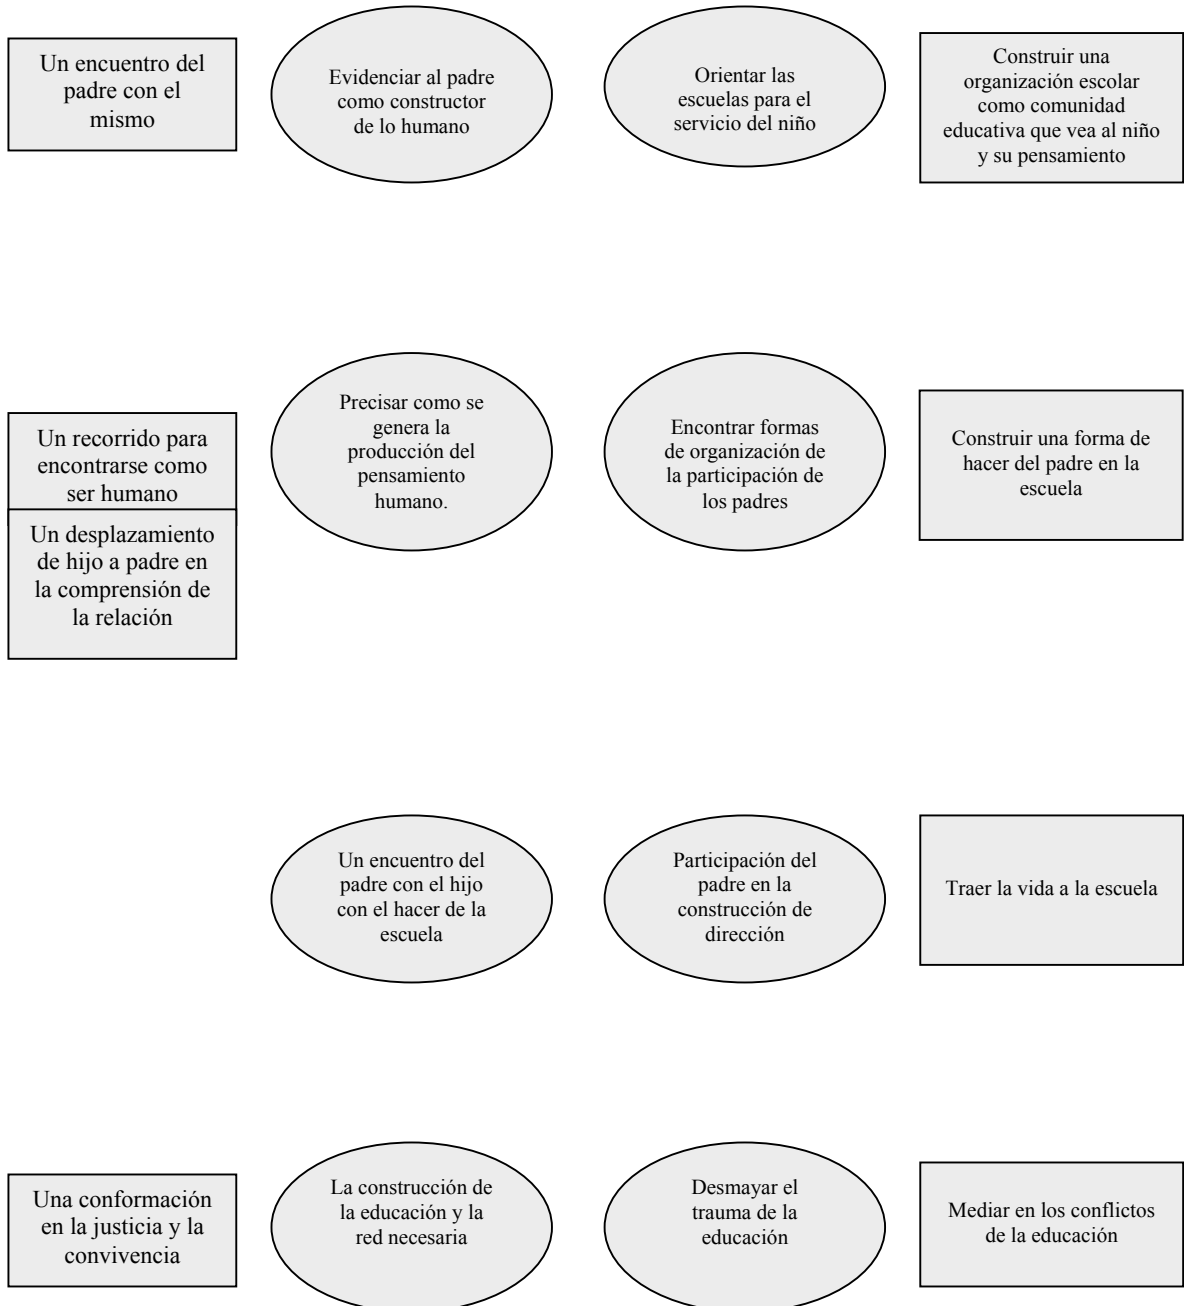 Un encuentro del
padre con el
mismo
Evidenciar al padre
como constructor
de lo humano
Orientar las
escuelas para el
servicio del niño
Construir una
organización escolar
como comunidad
educativa que vea al niño
y su pensamiento
Un recorrido para
encontrarse como
ser humano
Un desplazamiento
de hijo a padre en
la comprensión de
la relación
Precisar como se
genera la
producción del
pensamiento
humano.
Encontrar formas
de organización de
la participación de
los padres
Construir una forma de
hacer del padre en la
escuela
Un encuentro del
padre con el hijo
con el hacer de la
escuela
Participación del
padre en la
construcción de
dirección
Traer la vida a la escuela
Una conformación
en la justicia y la
convivencia
La construcción de
la educación y la
red necesaria
Desmayar el
trauma de la
educación
Mediar en los conflictos
de la educación